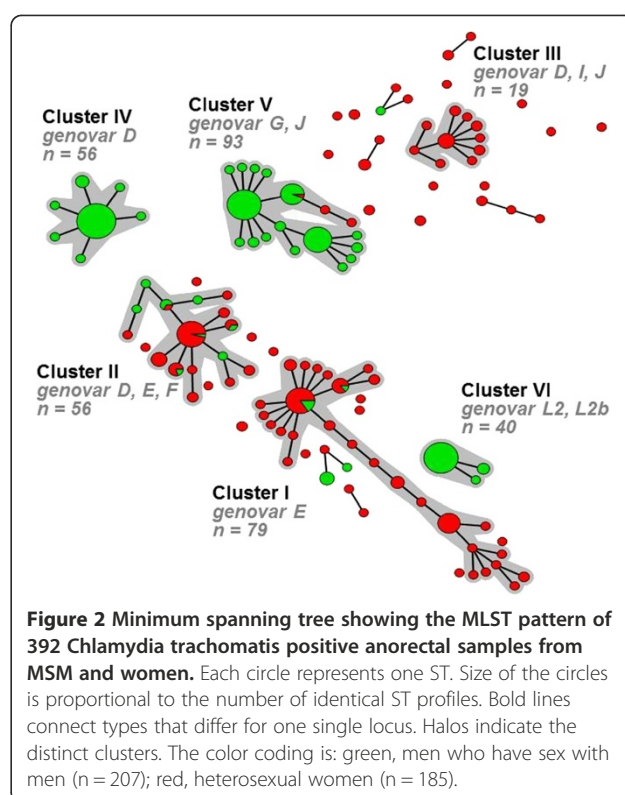 Cluster III
genovar D, I, J
n = 19
Cluster IV
genovar D
n = 56
Cluster V
genovar G, J
n = 93
Cluster II
genovar D, E, F
n = 56
Cluster VI
genovar L2, L2b
n = 40
Cluster I
genovar E
n = 79
Figure 2 Minimum spanning tree showing the MLST pattern of
392 Chlamydia trachomatis positive anorectal samples from
MSM and women. Each circle represents one ST. Size of the circles
is proportional to the number of identical ST profiles. Bold lines
connect types that differ for one single locus. Halos indicate the
distinct clusters. The color coding is: green, men who have sex with
men (n = 207); red, heterosexual women (n = 185).